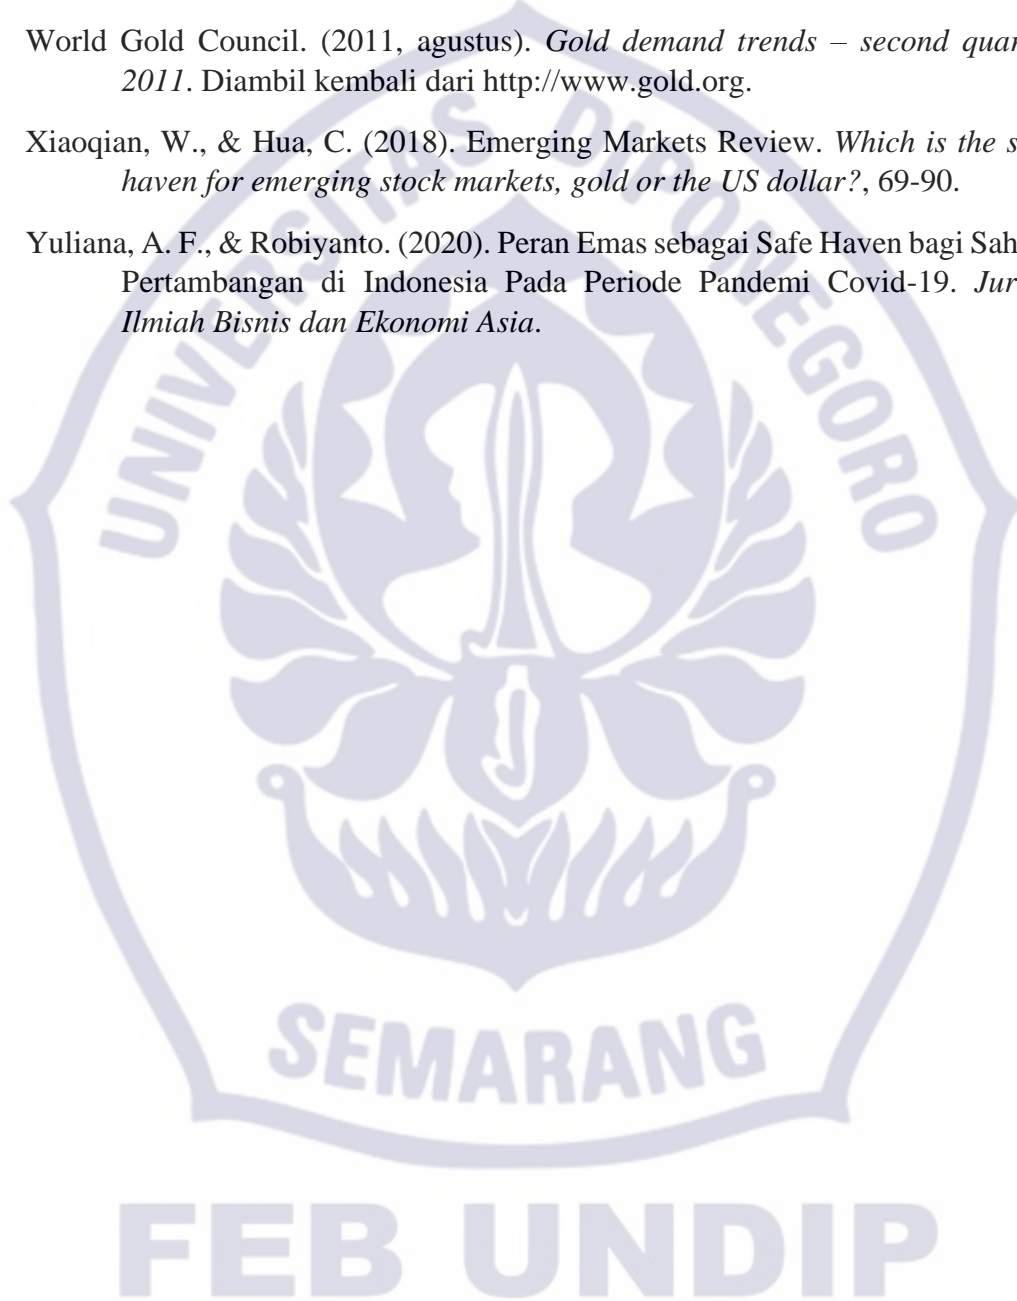 World Gold Council. (2011, agustus). Gold demand trends – second quar
2011. Diambil kembali dari http://www.gold.org.
Xiaoqian, W., & Hua, C. (2018). Emerging Markets Review. Which is the s
haven for emerging stock markets, gold or the US dollar?, 69-90.
Yuliana, A. F., & Robiyanto. (2020). Peran Emas sebagai Safe Haven bagi Sah
Pertambangan di Indonesia Pada Periode Pandemi Covid-19. Jur
Ilmiah Bisnis dan Ekonomi Asia.
UNIVERSITAS DIPONEGORO
SEMARANG
FEB UNDIP